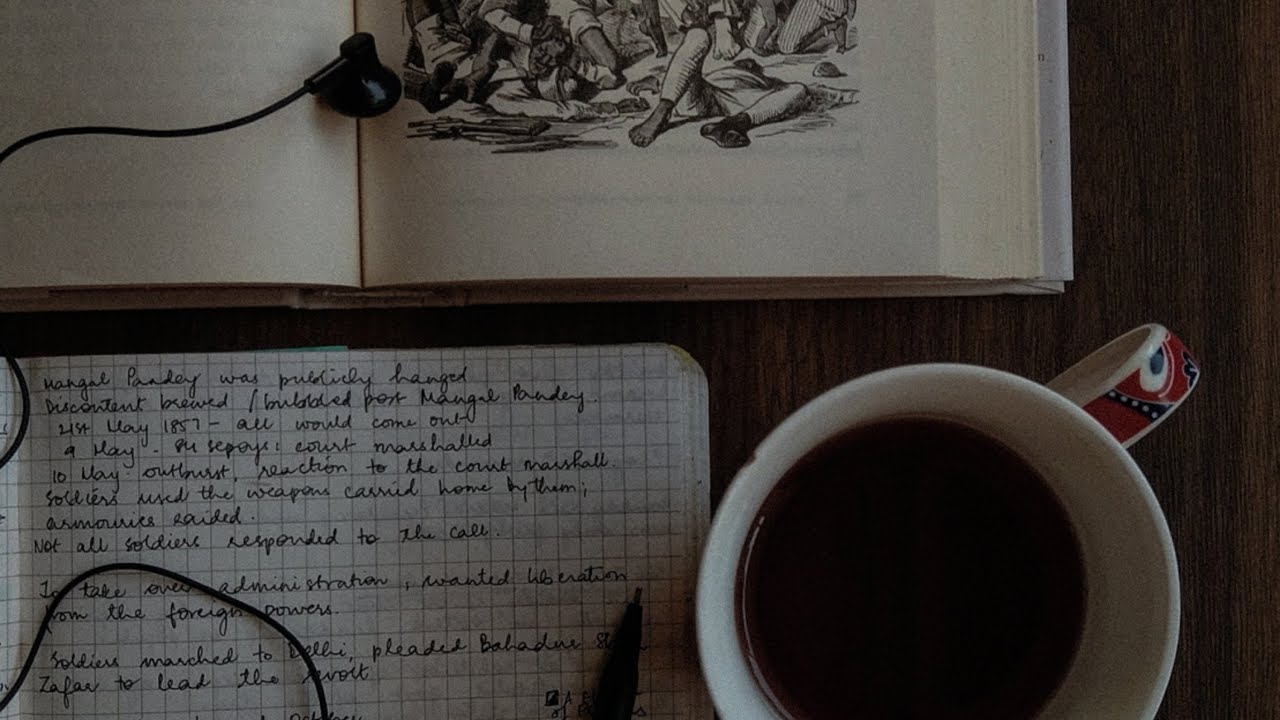 Mangal Pandey was publicly hanged
Discontent brewed / bubbled post Mangal Pandey.
21st May 1857 - all would come out
9 May - 84 sepoys: court marshalled
10 May outburst, reaction to the court marshall.
Soldiers used the weapons carried home by them;
armouries raided.
Not all soldiers responded to the call.
To take over administration, wanted liberation
from the foreign powers.
Soldiers marched to Delhi, pleaded Bahadur
Zafar to lead the revolt